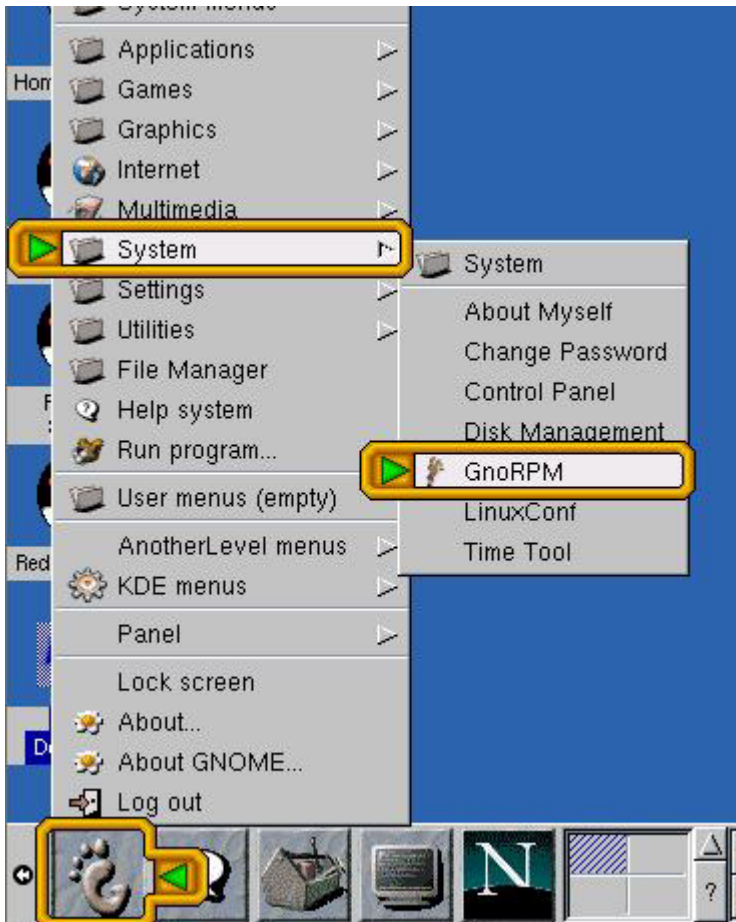 System menus
Applications
Games
Graphics
Internet
Multimedia
System
Settings
Utilities
File Manager
Help system
Run program...
User menus (empty)
AnotherLevel menus
KDE menus
Panel
Lock screen
About...
About GNOME...
Log out
System
About Myself
Change Password
Control Panel
Disk Management
GnoRPM
LinuxConf
Time Tool
Hom
Red
N
?